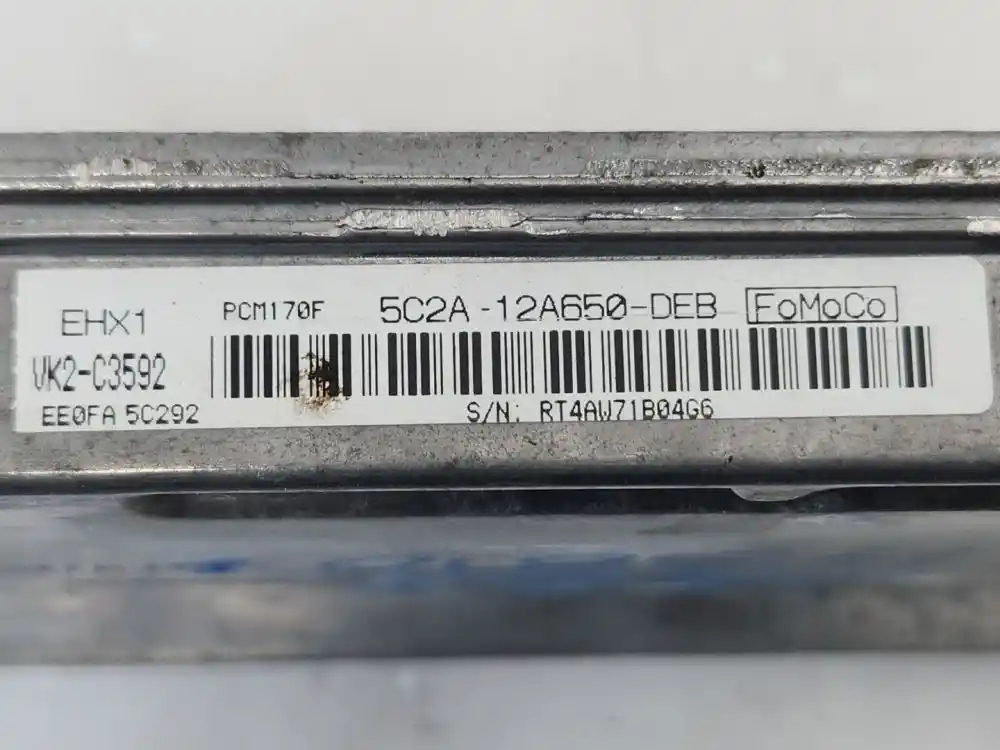 EHX1 PCM170F 5C2A-12A650-DEB FoMoCo
VK2-C3592
EE0FA 5C292 S/N: RT4AW71B04G6